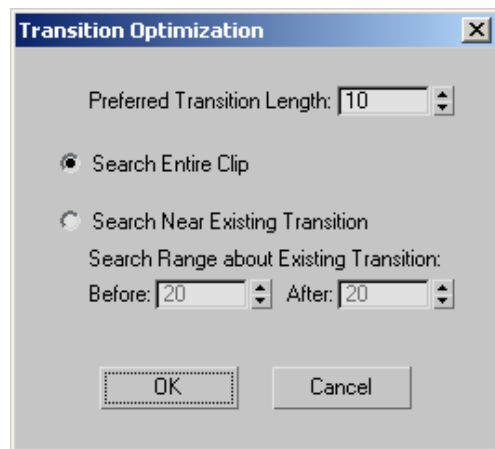 Transition Optimization
Preferred Transition Length: 10
Search Entire Clip
Search Near Existing Transition
Search Range about Existing Transition:
Before: 20 After: 20
OK Cancel